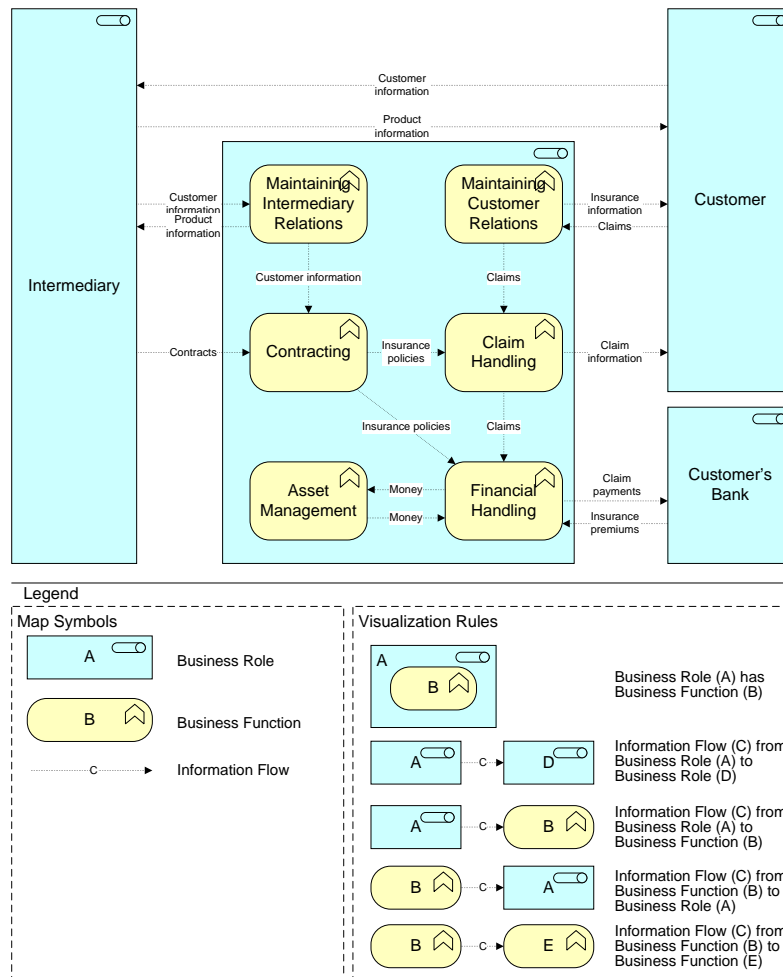 Customer
information
Product
information
Customer
information
Product
information
Maintaining
Intermediary
Relations
Maintaining
Customer
Relations
Insurance
information
Claims
Customer
Intermediary
Customer information
Claims
Contracts
Contracting
Insurance
policies
Claim
Handling
Claim
information
Insurance policies
Claims
Asset
Management
Money
Money
Financial
Handling
Claim
payments
Insurance
premiums
Customer's
Bank
Legend
Map Symbols
A
Business Role
B
Business Function
C
Information Flow
Visualization Rules
A
B
Business Role (A) has
Business Function (B)
A
C
D
Information Flow (C) from
Business Role (A) to
Business Role (D)
A
C
B
Information Flow (C) from
Business Role (A) to
Business Function (B)
B
C
A
Information Flow (C) from
Business Function (B) to
Business Role (A)
B
C
E
Information Flow (C) from
Business Function (B) to
Business Function (E)